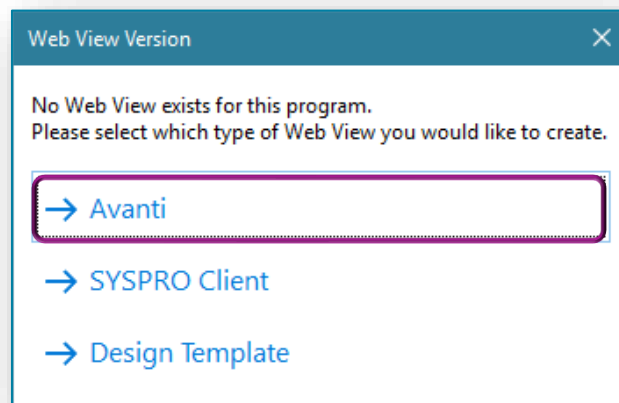 Web View Version
No Web View exists for this program.
Please select which type of Web View you would like to create.
Avanti
SYSPRO Client
Design Template